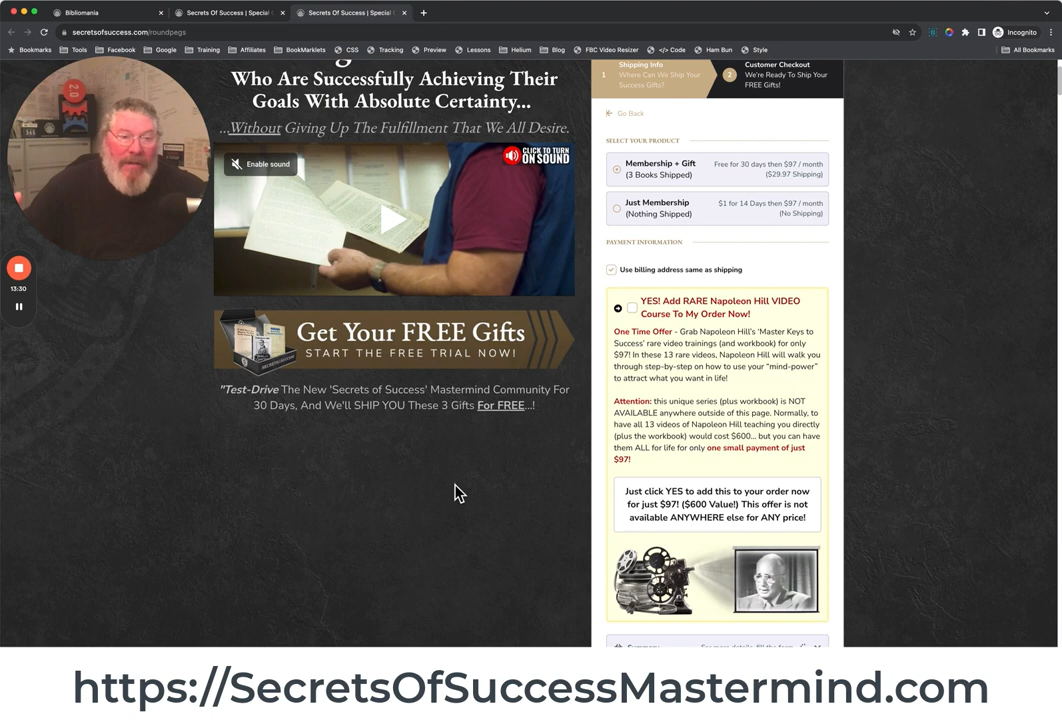 Bibliomania
Secrets Of Success | Special
Secrets Of Success | Special
secretsofsuccess.com/roundpegs
Incognito
Bookmarks
Tools
Facebook
Google
Training
Affiliates
BookMarklets
CSS
Tracking
Preview
Lessons
Helium
Blog
FBC Video Resizer
</> Code
Ham Bun
Style
All Bookmarks
2.0
345
13:30
Who Are Successfully Achieving Their
Goals With Absolute Certainty...
...Without Giving Up The Fulfillment That We All Desire.
Enable sound
CLICK TO TURN
ON SOUND
Get Your FREE Gifts
START THE FREE TRIAL NOW!
"Test-Drive The New 'Secrets of Success' Mastermind Community For
30 Days, And We'll SHIP YOU These 3 Gifts For FREE...!
1
Shipping Info
Where Can We Ship Your
Success Gifts?
2
Customer Checkout
We're Ready To Ship Your
FREE Gifts!
Go Back
SELECT YOUR PRODUCT
Membership + Gift
(3 Books Shipped)
Free for 30 days then $97 / month
($29.97 Shipping)
Just Membership
(Nothing Shipped)
$1 for 14 Days then $97 / month
(No Shipping)
PAYMENT INFORMATION
Use billing address same as shipping
YES! Add RARE Napoleon Hill VIDEO
Course To My Order Now!
One Time Offer - Grab Napoleon Hill's 'Master Keys to
Success' rare video trainings (and workbook) for only
$97! In these 13 rare videos, Napoleon Hill will walk you
through step-by-step on how to use your "mind-power"
to attract what you want in life!
Attention: this unique series (plus workbook) is NOT
AVAILABLE anywhere outside of this page. Normally, to
have all 13 videos of Napoleon Hill teaching you directly
(plus the workbook) would cost $600... but you can have
them ALL for life for only one small payment of just
$97!
Just click YES to add this to your order now
for just $97! ($600 Value!) This offer is not
available ANYWHERE else for ANY price!
Summary
For more details, fill the form
https://SecretsOfSuccessMastermind.com